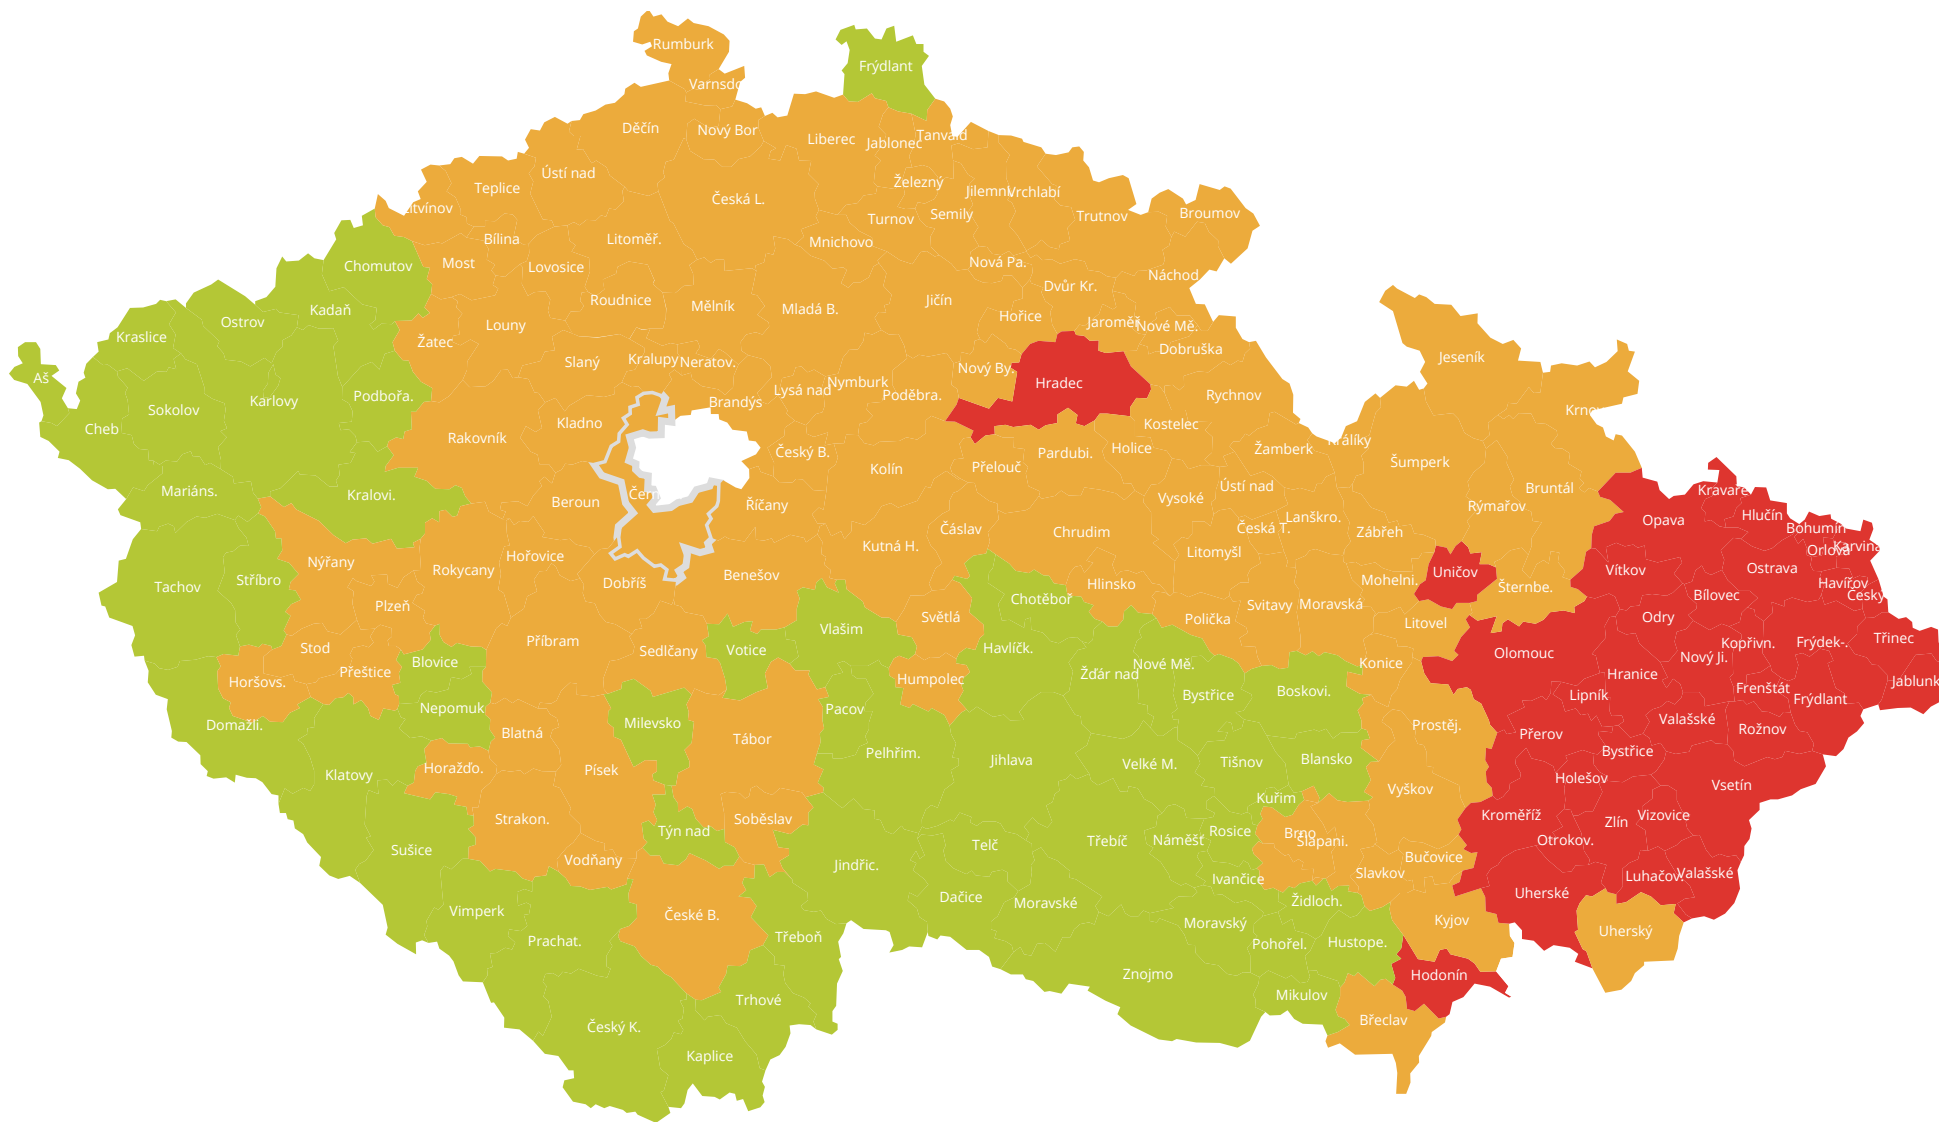 Rumburk
Frýdlant
Varnsdo
Děčín
Nový Bor
Liberec
Jablonec
Tanvald
Ústí nad
Teplice
Železný
Česká L.
Jilemni
Vrchlabí
Turnov
Semily
Trutnov
Broumov
Bílina
Litoměř.
Mnichovo
Chomutov
Most
Lovosice
Nová Pa.
Náchod
Dvůr Kr.
Roudnice
Mělník
Mladá B.
Jičín
Kadaň
Ostrov
Louny
Hořice
Jaroměř
Nové Mě.
Kraslice
Žatec
Dobruška
Slaný
Kralupy
Neratov.
Jeseník
Aš
Nový By.
Hradec
Nymburk
Lysá nad
Poděbra.
Podbořa.
Rychnov
Karlovy
Brandýs
Sokolov
Kladno
Kostelec
Cheb
Rakovník
Králíky
Český B.
Holice
Žamberk
Pardubi.
Šumperk
Přelouč
Kolín
Mariáns.
Kralovi.
Ústí nad
Bruntál
Kravaře
Beroun
Říčany
Vysoké
Rýmařov
Hlučín
Lanškro.
Opava
Čáslav
Chrudim
Česká T.
Zábřeh
Bohumín
Kutná H.
Karviná
Orlová
Litomyšl
Hořovice
Nýřany
Rokycany
Benešov
Uničov
Vítkov
Ostrava
Stříbro
Dobříš
Hlinsko
Mohelni.
Havířov
Tachov
Šternbe.
Bílovec
Český
Chotěboř
Plzeň
Svitavy
Moravská
Světlá
Polička
Litovel
Odry
Vlašim
Příbram
Kopřivn.
Frýdek-.
Třinec
Stod
Havlíčk.
Votice
Sedlčany
Olomouc
Nový Ji.
Blovice
Konice
Nové Mě.
Přeštice
Žďár nad
Hranice
Horšovs.
Humpolec
Jablunk
Frenštát
Boskovi.
Bystřice
Lipník
Frýdlant
Nepomuk
Pacov
Valašské
Domažli.
Milevsko
Prostěj.
Rožnov
Blatná
Přerov
Tábor
Bystřice
Pelhřim.
Jihlava
Blansko
Tišnov
Velké M.
Horažďo.
Písek
Klatovy
Holešov
Vsetín
Vyškov
Kuřim
Kroměříž
Vizovice
Strakon.
Soběslav
Zlín
Týn nad
Rosice
Brno
Náměšť
Třebíč
Šlapani.
Otrokov.
Telč
Sušice
Bučovice
Vodňany
Jindřic.
Slavkov
Valašské
Luhačov.
Ivančice
Uherské
Dačice
Židloch.
Moravské
Vimperk
České B.
Kyjov
Moravský
Uherský
Třeboň
Prachat.
Hustope.
Pohořel.
Znojmo
Hodonín
Mikulov
Trhové
Břeclav
Český K.
Kaplice